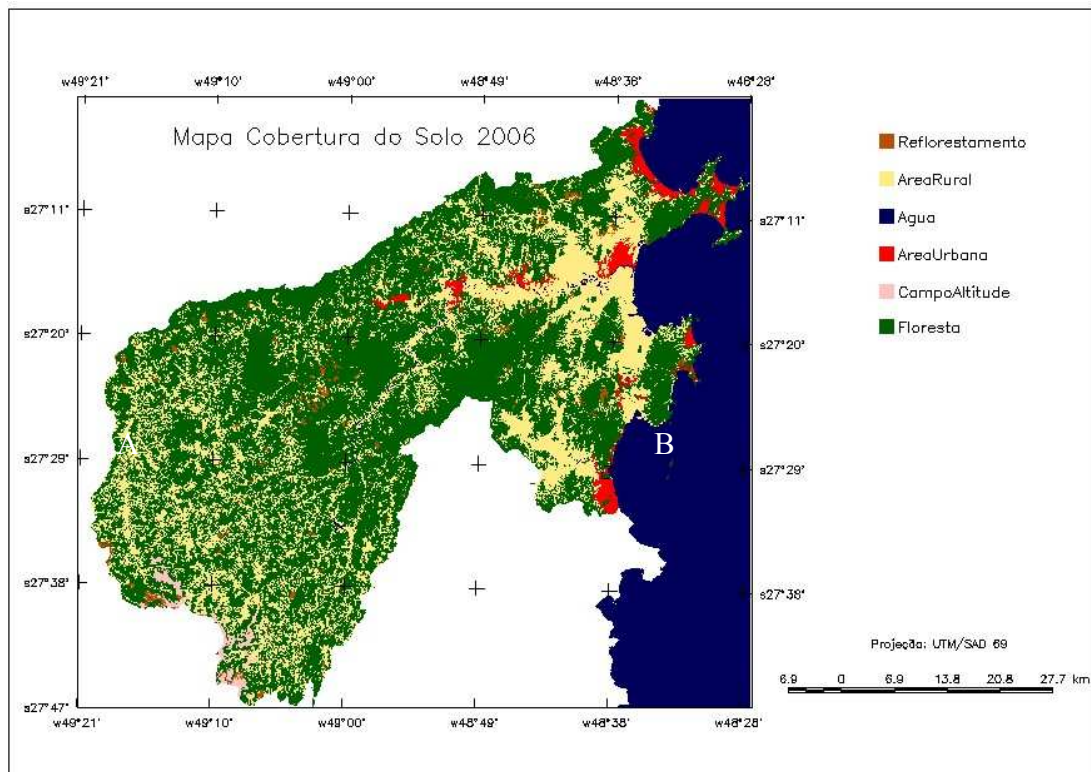 w49°21' w49°10' w49°00' w48°49' w48°36' w48°28'
Mapa Cobertura do Solo 2006
Reflorestamento
AreaRural
s27°11' s27°11'
Agua
AreaUrbana
CampoAltitude
s27°20' Floresta
s27°20'
A B
s27°29' s27°29'
s27°38' s27°38'
Projeção: UTM/SAD 69
6.9 0 6.9 13.8 20.8 27.7 km
s27°47'
w49°21' w49°10' w49°00' w48°49' w48°38' w48°28'